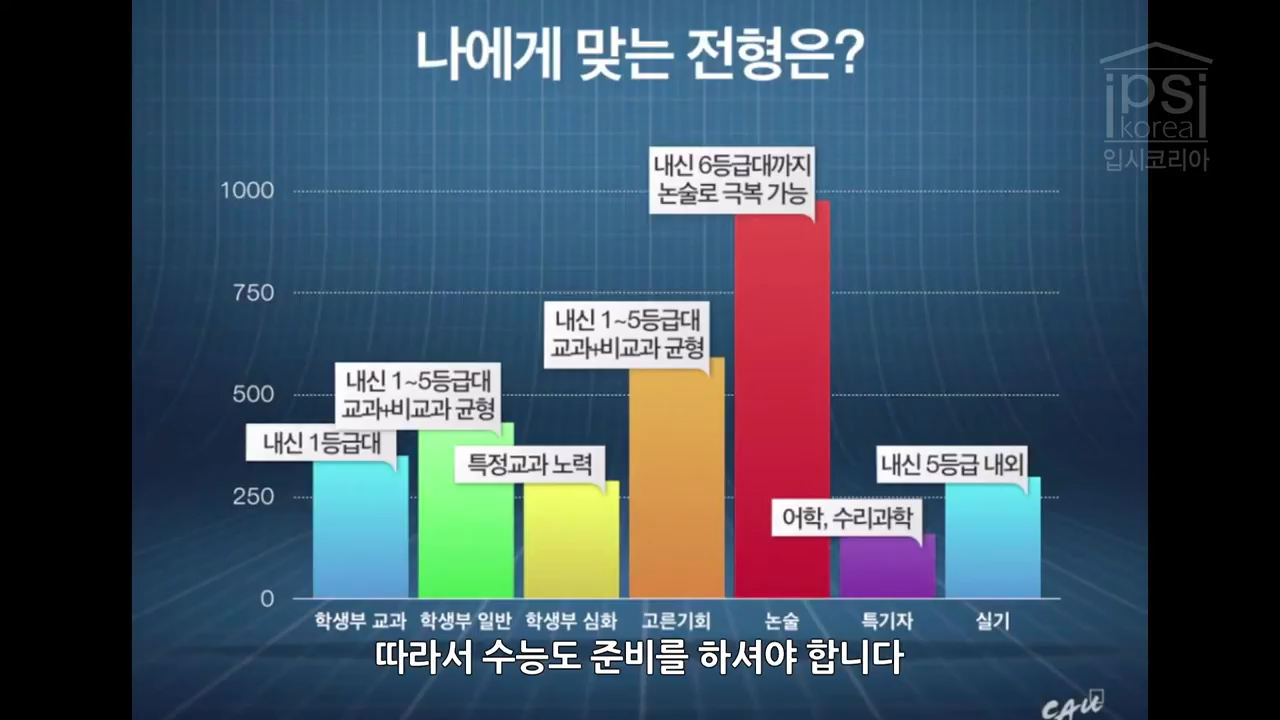 나에게 맞는 전형은?
ipsi
korea
입시코리아
1000
750
500
250
0
내신 1등급대
내신 1~5등급대
교과+비교과 균형
특정교과 노력
내신 1~5등급대
교과+비교과 균형
내신 6등급대까지
논술로 극복 가능
어학, 수리과학
내신 5등급 내외
학생부 교과 학생부 일반 학생부 심화 고른기회 논술 특기자 실기
따라서 수능도 준비를 하셔야 합니다
CAU